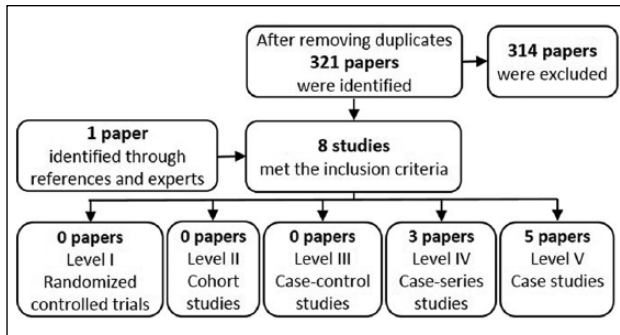 After removing duplicates
321 papers
were identified
314 papers
were excluded
1 paper
identified through
references and experts
8 studies
met the inclusion criteria
0 papers
Level I
Randomized
controlled trials
0 papers
Level II
Cohort
studies
0 papers
Level III
Case-control
studies
3 papers
Level IV
Case-series
studies
5 papers
Level V
Case studies